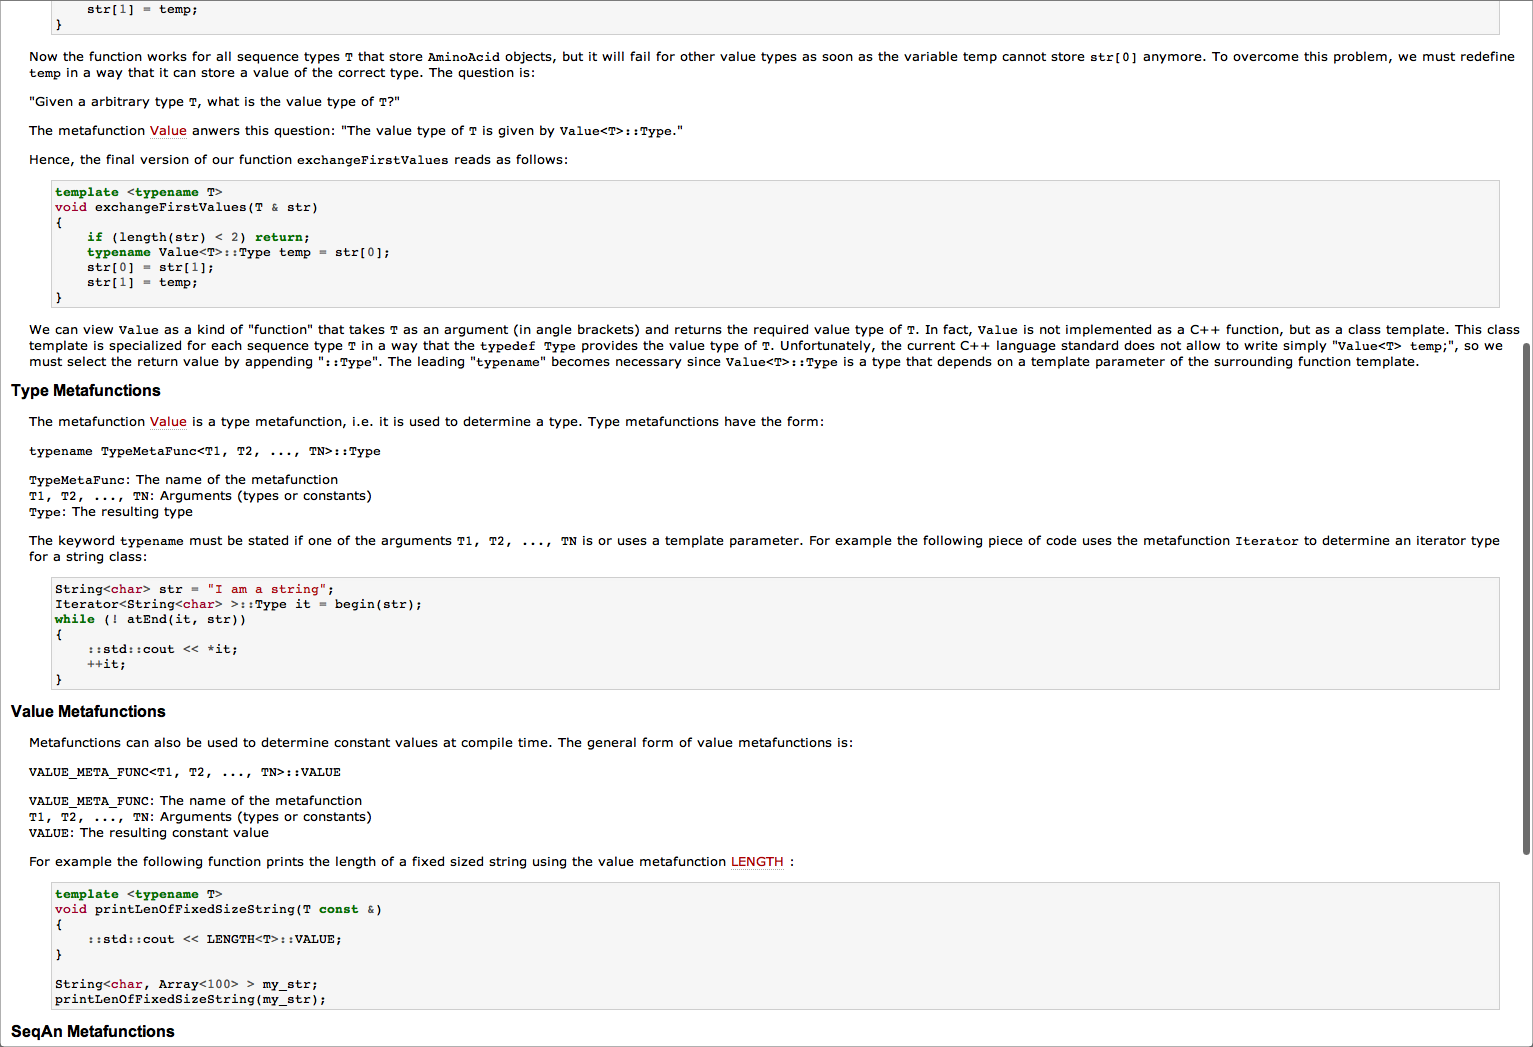 str[1] = temp;
}
Now the function works for all sequence types T that store AminoAcid objects, but it will fail for other value types as soon as the variable temp cannot store str[0] anymore. To overcome this problem, we must redefine
temp in a way that it can store a value of the correct type. The question is:
"Given a arbitrary type T, what is the value type of T?"
The metafunction Value anwers this question: "The value type of T is given by Value<T>::Type."
Hence, the final version of our function exchangeFirstValues reads as follows:
template <typename T>
void exchangeFirstValues(T & str)
{
    if (length(str) < 2) return;
    typename Value<T>::Type temp = str[0];
    str[0] = str[1];
    str[1] = temp;
}
We can view Value as a kind of "function" that takes T as an argument (in angle brackets) and returns the required value type of T. In fact, Value is not implemented as a C++ function, but as a class template. This class
template is specialized for each sequence type T in a way that the typedef Type provides the value type of T. Unfortunately, the current C++ language standard does not allow to write simply "Value<T> temp;", so we
must select the return value by appending "::Type". The leading "typename" becomes necessary since Value<T>::Type is a type that depends on a template parameter of the surrounding function template.
Type Metafunctions
The metafunction Value is a type metafunction, i.e. it is used to determine a type. Type metafunctions have the form:
typename TypeMetaFunc<T1, T2, ..., TN>::Type
TypeMetaFunc: The name of the metafunction
T1, T2, ..., TN: Arguments (types or constants)
Type: The resulting type
The keyword typename must be stated if one of the arguments T1, T2, ..., TN is or uses a template parameter. For example the following piece of code uses the metafunction Iterator to determine an iterator type
for a string class:
String<char> str = "I am a string";
Iterator<String<char> >::Type it = begin(str);
while (! atEnd(it, str))
{
    ::std::cout << *it;
    ++it;
}
Value Metafunctions
Metafunctions can also be used to determine constant values at compile time. The general form of value metafunctions is:
VALUE_META_FUNC<T1, T2, ..., TN>::VALUE
VALUE_META_FUNC: The name of the metafunction
T1, T2, ..., TN: Arguments (types or constants)
VALUE: The resulting constant value
For example the following function prints the length of a fixed sized string using the value metafunction LENGTH :
template <typename T>
void printLenOfFixedSizeString(T const &)
{
    ::std::cout << LENGTH<T>::VALUE;
}
String<char, Array<100> > my_str;
printLenOfFixedSizeString(my_str);
SeqAn Metafunctions